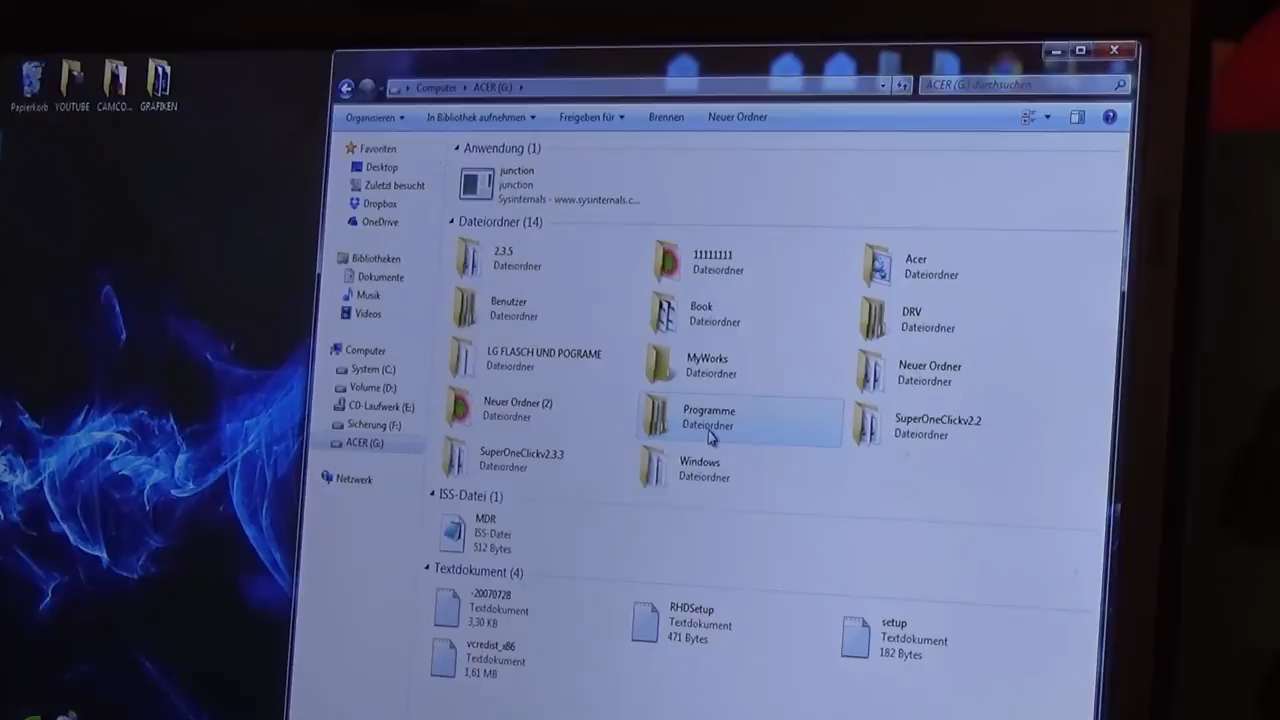 Papierkorb
YOUTUBE
CAMCO...
GRAFIKEN
Computer
ACER (G:)
ACER (G:) durchsuchen
Organisieren
In Bibliothek aufnehmen
Freigeben für
Brennen
Neuer Ordner
Favoriten
Desktop
Zuletzt besucht
Dropbox
OneDrive
Bibliotheken
Dokumente
Musik
Videos
Computer
System (C:)
Volume (D:)
CD-Laufwerk (E:)
Sicherung (F:)
ACER (G:)
Netzwerk
Anwendung (1)
junction
junction
Sysinternals - www.sysinternals.c...
Dateiordner (14)
2.3.5
Dateiordner
11111111
Dateiordner
Acer
Dateiordner
Benutzer
Dateiordner
Book
Dateiordner
DRV
Dateiordner
LG FLASCH UND POGRAME
Dateiordner
MyWorks
Dateiordner
Neuer Ordner
Dateiordner
Neuer Ordner (2)
Dateiordner
Programme
Dateiordner
SuperOneClickv2.2
Dateiordner
SuperOneClickv2.3.3
Dateiordner
Windows
Dateiordner
ISS-Datei (1)
MDR
ISS-Datei
512 Bytes
Textdokument (4)
-20070728
Textdokument
3,30 KB
RHDSetup
Textdokument
471 Bytes
setup
Textdokument
182 Bytes
vcredist_x86
Textdokument
1,61 MB